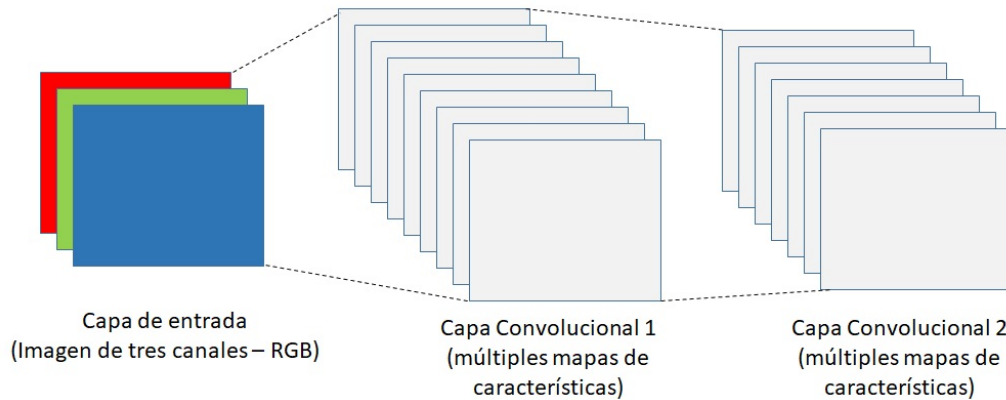 Capa de entrada
(Imagen de tres canales – RGB)
Capa Convolucional 1
(múltiples mapas de
características)
Capa Convolucional 2
(múltiples mapas de
características)